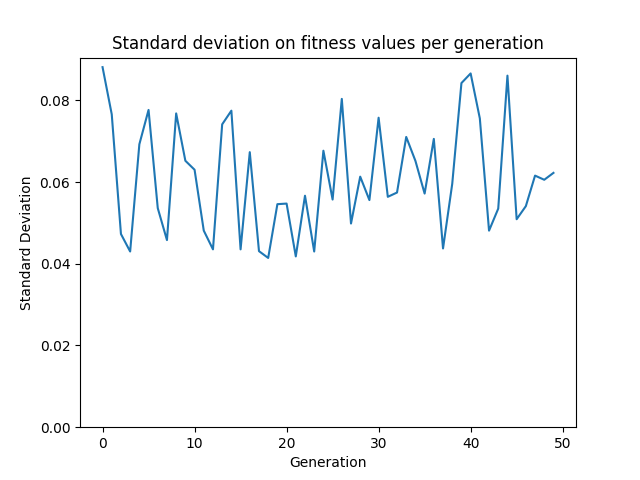 Standard deviation on fitness values per generation
Standard Deviation
0.08
0.06
0.04
0.02
0.00
0 10 20 30 40 50
Generation